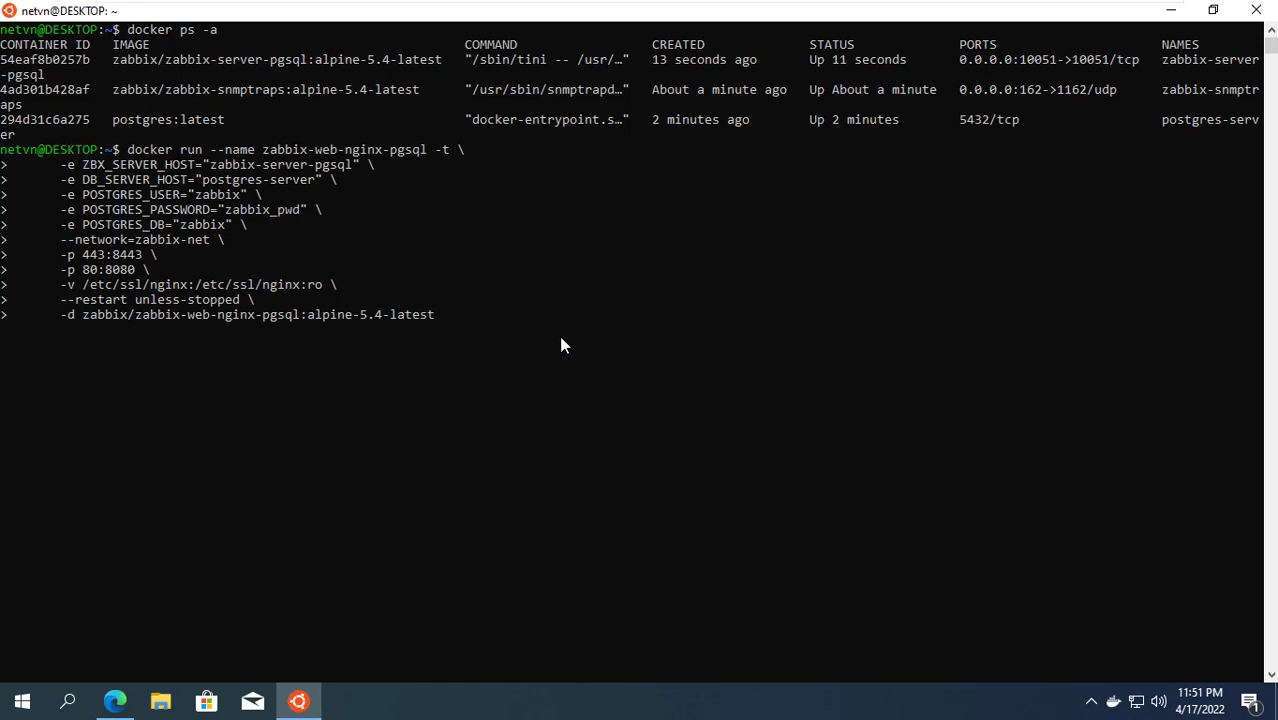 netvn@DESKTOP: ~
netvn@DESKTOP:~$ docker ps -a
CONTAINER ID   IMAGE                                          COMMAND                  CREATED              STATUS              PORTS                      NAMES
54eaf8b0257b   zabbix/zabbix-server-pgsql:alpine-5.4-latest   "/sbin/tini -- /usr/…"   13 seconds ago       Up 11 seconds       0.0.0.0:10051->10051/tcp   zabbix-server
-pgsql
4ad301b428af   zabbix/zabbix-snmptraps:alpine-5.4-latest      "/usr/sbin/snmptrapd…"   About a minute ago   Up About a minute   0.0.0.0:162->1162/udp      zabbix-snmptr
aps
294d31c6a275   postgres:latest                                "docker-entrypoint.s…"   2 minutes ago        Up 2 minutes        5432/tcp                   postgres-serv
er
netvn@DESKTOP:~$ docker run --name zabbix-web-nginx-pgsql -t \
>       -e ZBX_SERVER_HOST="zabbix-server-pgsql" \
>       -e DB_SERVER_HOST="postgres-server" \
>       -e POSTGRES_USER="zabbix" \
>       -e POSTGRES_PASSWORD="zabbix_pwd" \
>       -e POSTGRES_DB="zabbix" \
>       --network=zabbix-net \
>       -p 443:8443 \
>       -p 80:8080 \
>       -v /etc/ssl/nginx:/etc/ssl/nginx:ro \
>       --restart unless-stopped \
>       -d zabbix/zabbix-web-nginx-pgsql:alpine-5.4-latest
11:51 PM
4/17/2022
1